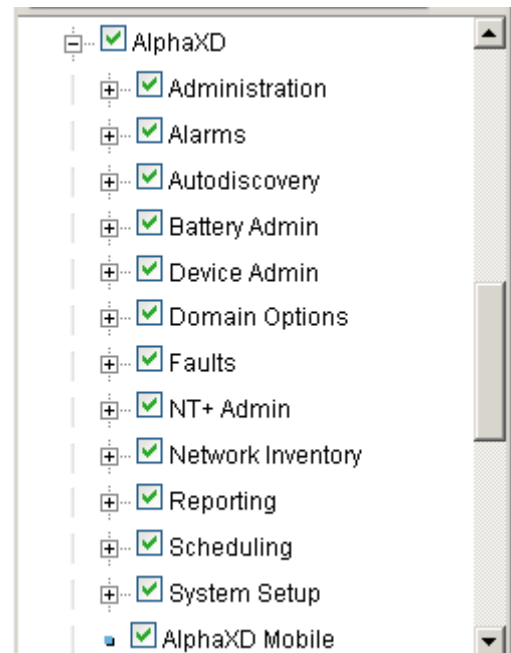 AlphaXD
Administration
Alarms
Autodiscovery
Battery Admin
Device Admin
Domain Options
Faults
NT+ Admin
Network Inventory
Reporting
Scheduling
System Setup
AlphaXD Mobile